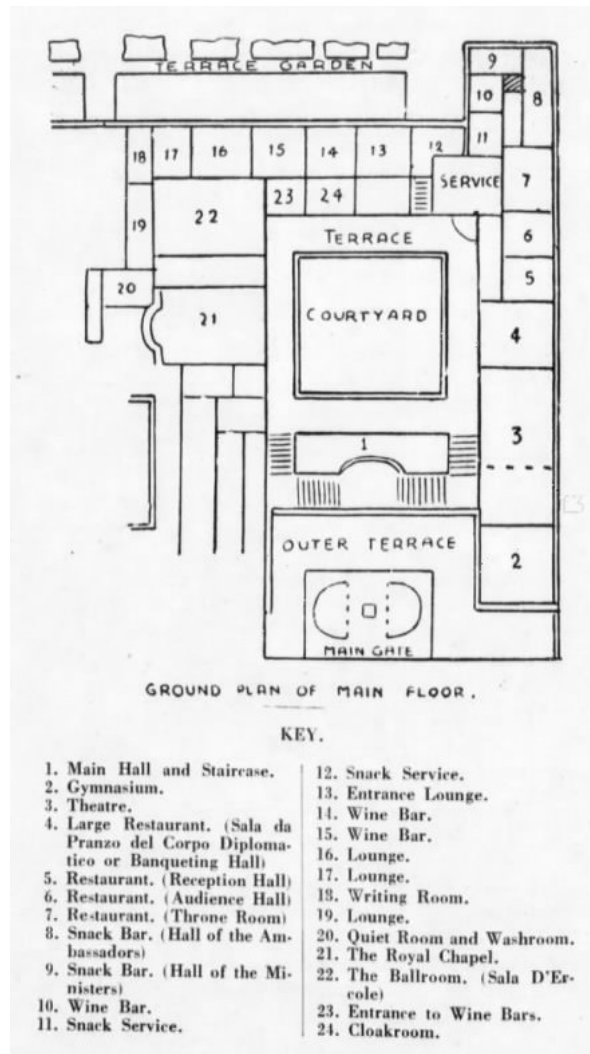 TERRACE GARDEN
9
10
8
11
18 17 16 15 14 13 12
SERVICE
7
23 24
22
19
TERRACE
6
5
20
21
COURTYARD
4
1
3
OUTER TERRACE
2
MAIN GATE
GROUND PLAN OF MAIN FLOOR.
KEY.
1. Main Hall and Staircase.
2. Gymnasium.
3. Theatre.
4. Large Restaurant. (Sala da
Pranzo del Corpo Diploma-
tico or Banqueting Hall)
5. Restaurant. (Reception Hall)
6. Restaurant. (Audience Hall)
7. Restaurant. (Throne Room)
8. Snack Bar. (Hall of the Am-
bassadors)
9. Snack Bar. (Hall of the Mi-
nisters)
10. Wine Bar.
11. Snack Service.
12. Snack Service.
13. Entrance Lounge.
14. Wine Bar.
15. Wine Bar.
16. Lounge.
17. Lounge.
18. Writing Room.
19. Lounge.
20. Quiet Room and Washroom.
21. The Royal Chapel.
22. The Ballroom. (Sala D'Er-
cole)
23. Entrance to Wine Bars.
24. Cloakroom.